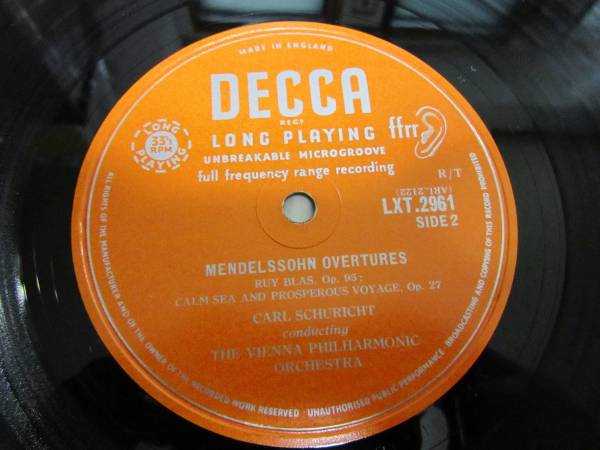 MADE IN ENGLAND
DECCA
REGD
LONG PLAYING
ffrr
UNBREAKABLE MICROGROOVE
full frequency range recording
LONG
33⅓
RPM
PLAYING
R/T
(ARL.2122)
LXT.2961
SIDE 2
MENDELSSOHN OVERTURES
RUY BLAS, Op. 95;
CALM SEA AND PROSPEROUS VOYAGE, Op. 27
CARL SCHURICHT
conducting
THE VIENNA PHILHARMONIC
ORCHESTRA
ALL RIGHTS OF THE MANUFACTURER AND OF THE OWNER OF THE RECORDED WORK RESERVED · UNAUTHORISED PUBLIC PERFORMANCE, BROADCASTING AND COPYING OF THIS RECORD PROHIBITED